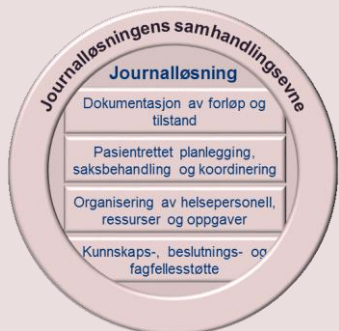 Journalløsningens samhandlingsevne
Journalløsning
Dokumentasjon av forløp og
tilstand
Pasientrettet planlegging,
saksbehandling og koordinering
Organisering av helsepersonell,
ressurser og oppgaver
Kunnskaps-, beslutnings- og
fagfellesstøtte